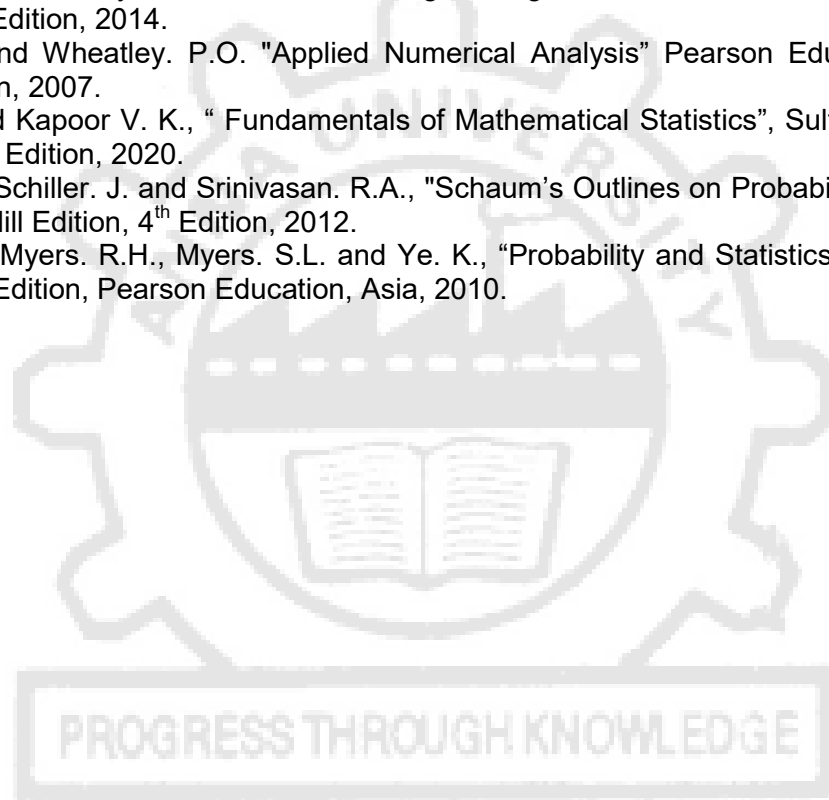 Edition, 2014.
nd Wheatley. P.O. "Applied Numerical Analysis” Pearson Edu
n, 2007.
d Kapoor V. K., “ Fundamentals of Mathematical Statistics”, Sult
Edition, 2020.
Schiller. J. and Srinivasan. R.A., "Schaum’s Outlines on Probabi
Hill Edition, 4th Edition, 2012.
Myers. R.H., Myers. S.L. and Ye. K., “Probability and Statistics
Edition, Pearson Education, Asia, 2010.
ANNA UNIVERSITY
PROGRESS THROUGH KNOWLEDGE